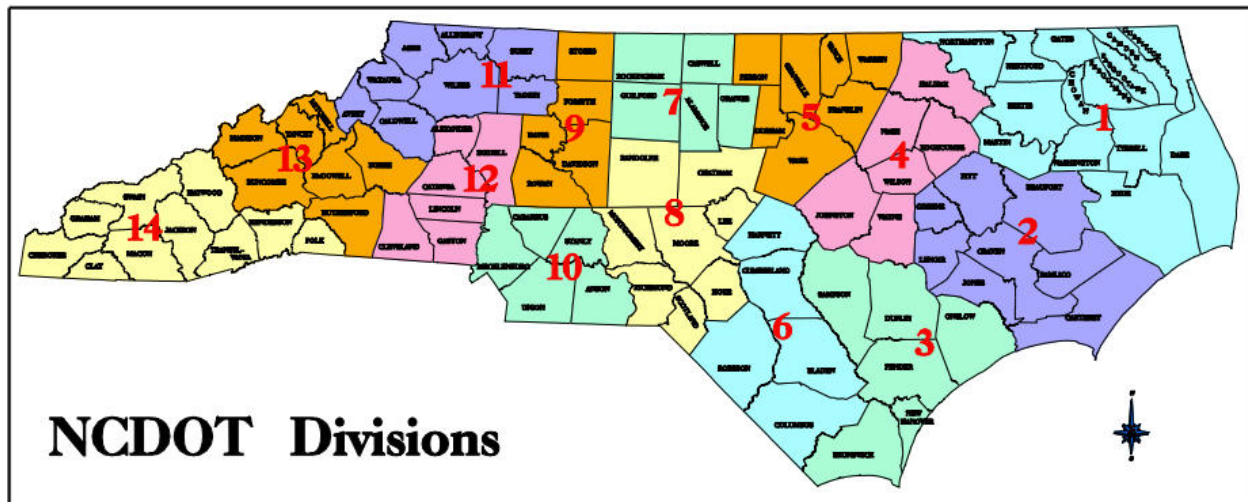 ASHE
ALLEGHANY
SURRY
STOKES
ROCKINGHAM
CASWELL
PERSON
GRANVILLE
VANCE
WARREN
NORTHAMPTON
GATES
HERTFORD
HALIFAX
WATAUGA
WILKES
11
YADKIN
FORSYTH
GUILFORD
7
ALAMANCE
ORANGE
DURHAM
5
FRANKLIN
BERTIE
CHOWAN
1
AVERY
CALDWELL
MITCHELL
MADISON
YANCEY
13
BUNCOMBE
MCDOWELL
BURKE
ALEXANDER
IREDELL
DAVIE
9
DAVIDSON
RANDOLPH
CHATHAM
WAKE
NASH
EDGECOMBE
4
MARTIN
WASHINGTON
TYRRELL
DARE
CATAWBA
12
ROWAN
WILSON
PITT
BEAUFORT
HYDE
SWAIN
HAYWOOD
GRAHAM
JACKSON
HENDERSON
RUTHERFORD
POLK
LINCOLN
CLEVELAND
GASTON
CABARRUS
STANLY
MONTGOMERY
MOORE
8
LEE
HARNETT
JOHNSTON
WAYNE
GREENE
2
CHEROKEE
CLAY
MACON
14
MECKLENBURG
10
UNION
ANSON
RICHMOND
HOKE
SCOTLAND
CUMBERLAND
SAMPSON
LENOIR
CRAVEN
JONES
PAMLICO
CARTERET
DUPLIN
ONSLOW
6
3
ROBESON
BLADEN
PENDER
COLUMBUS
NEW
HANOVER
BRUNSWICK
NCDOT Divisions